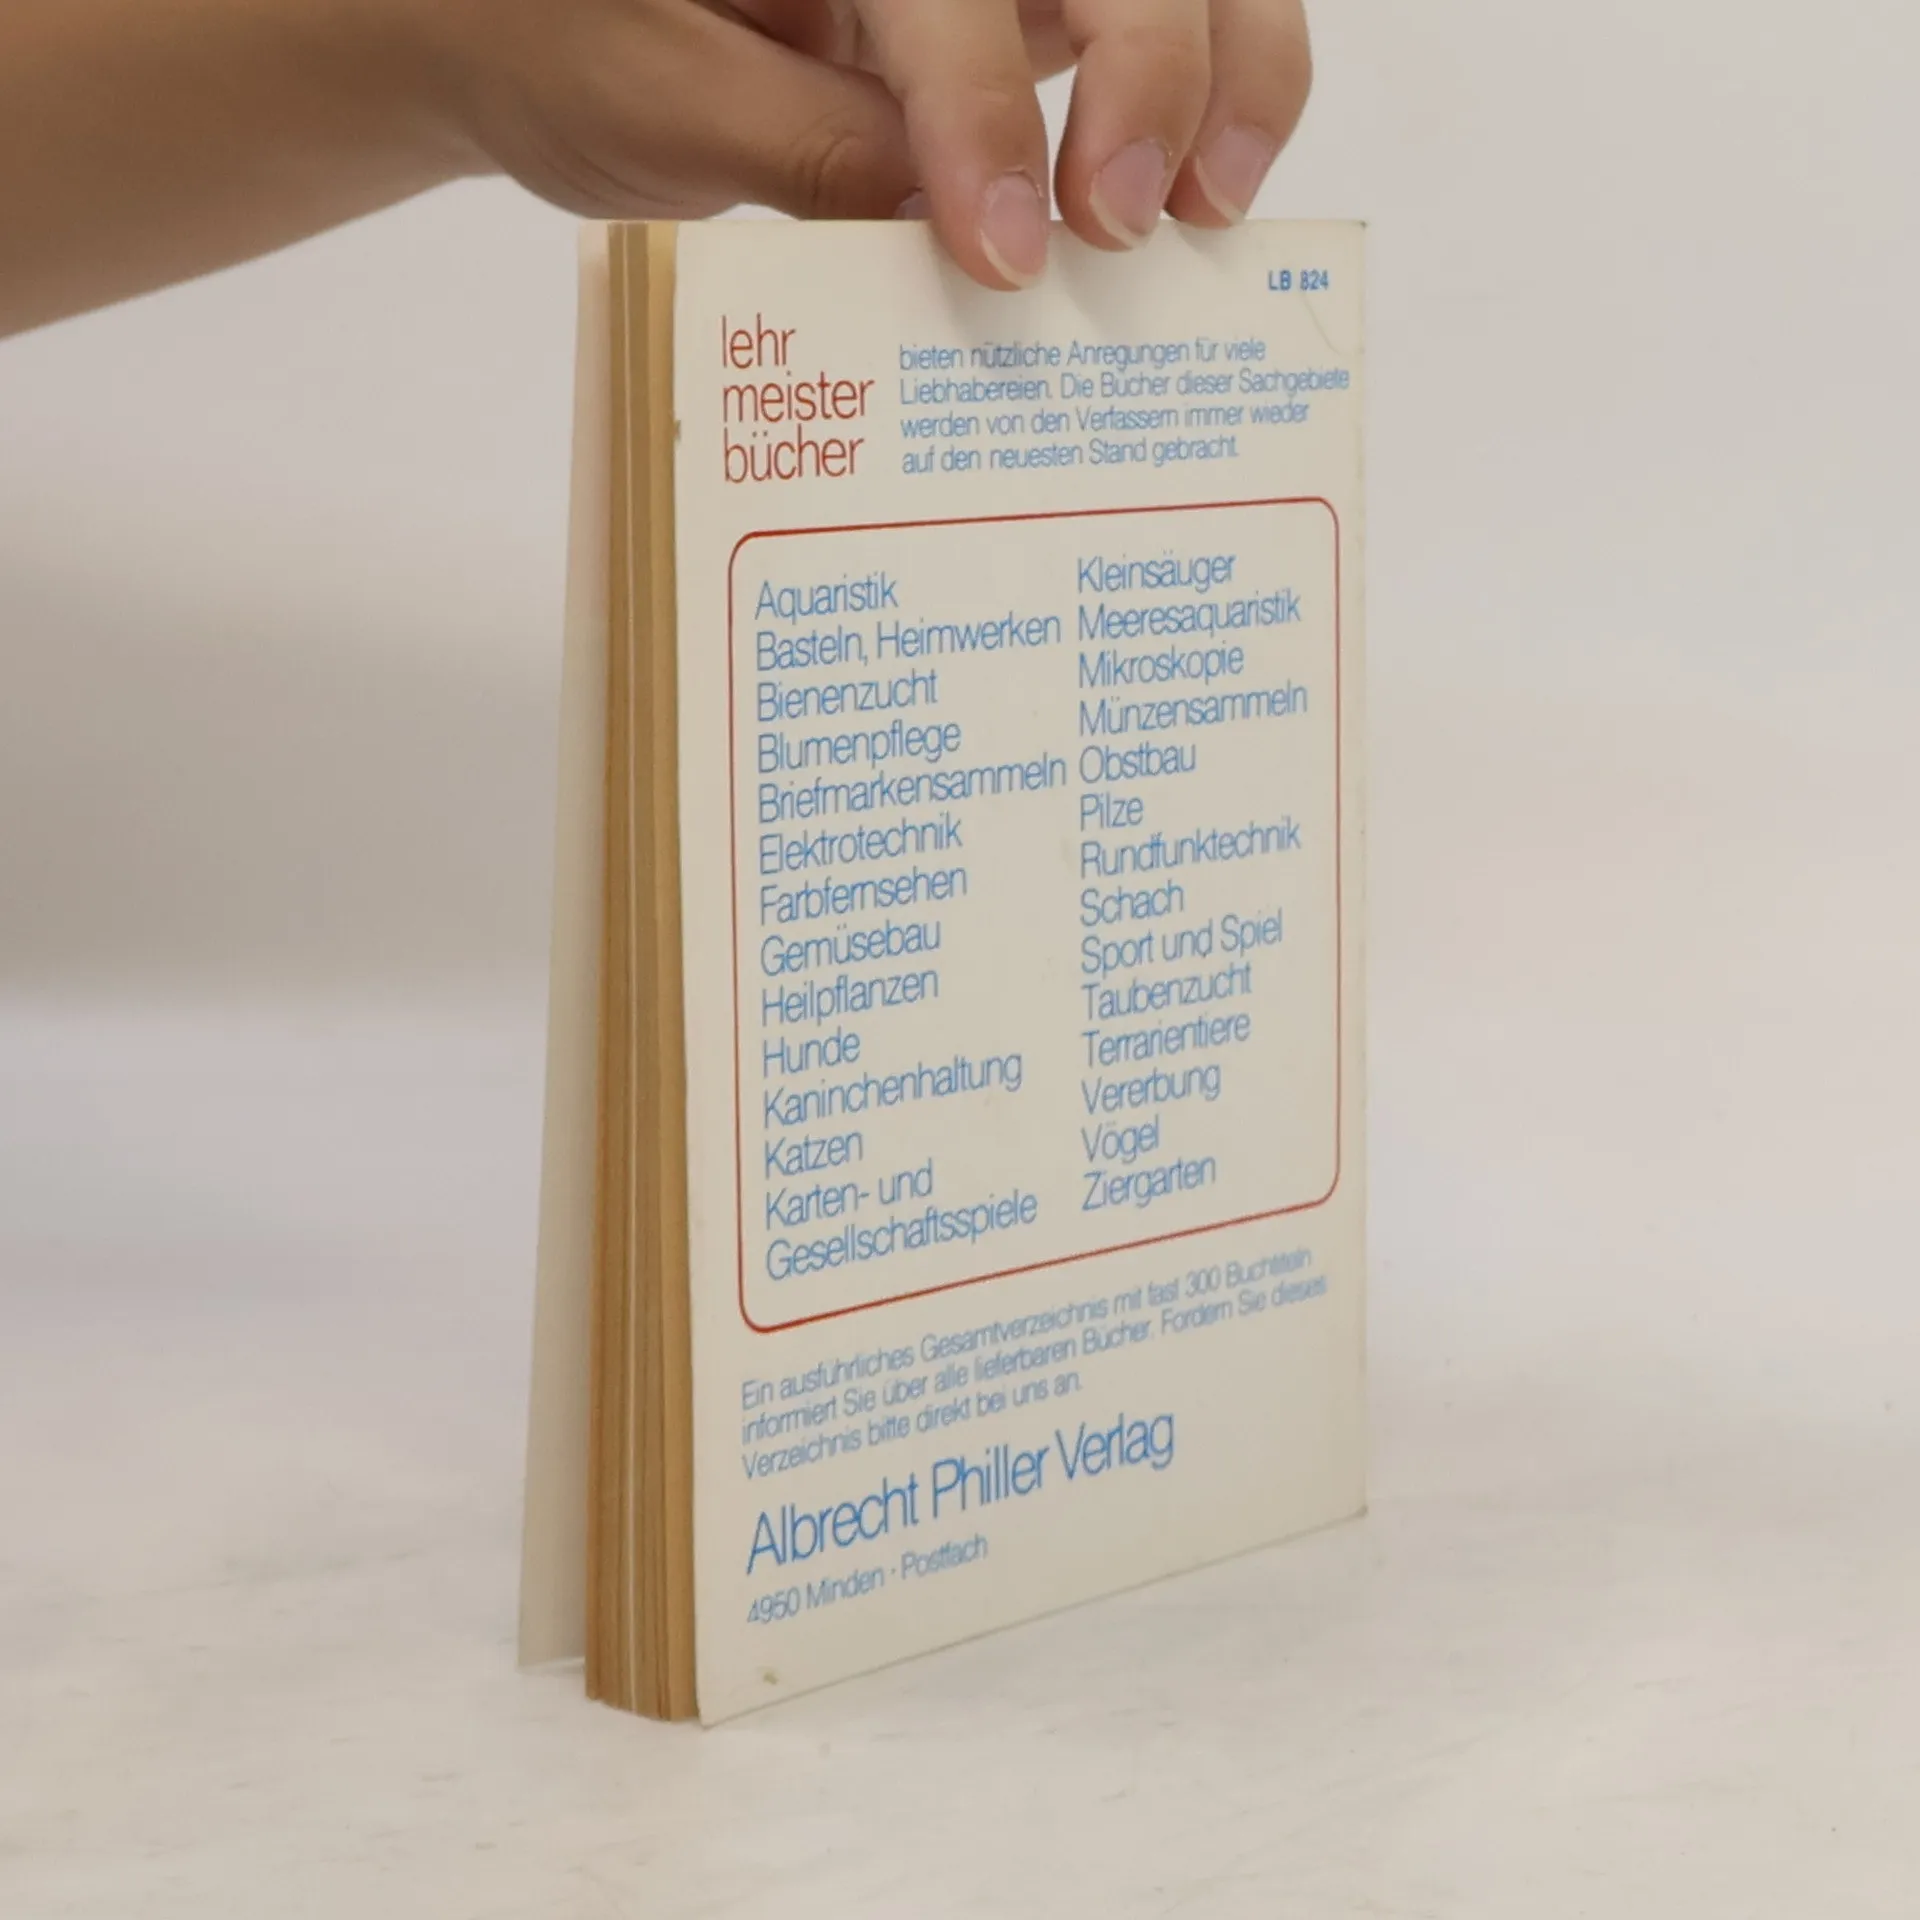 LB 824
lehr
meister
bücher
bieten nützliche Anregungen für viele
Liebhabereien. Die Bücher dieser Sachgebiete
werden von den Verfassern immer wieder
auf den neuesten Stand gebracht.
Aquaristik
Basteln, Heimwerken
Bienenzucht
Blumenpflege
Briefmarkensammeln
Elektrotechnik
Farbfernsehen
Gemüsebau
Heilpflanzen
Hunde
Kaninchenhaltung
Katzen
Karten- und
Gesellschaftsspiele
Kleinsäuger
Meeresaquaristik
Mikroskopie
Münzensammeln
Obstbau
Pilze
Rundfunktechnik
Schach
Sport und Spiel
Taubenzucht
Terrarientiere
Vererbung
Vögel
Ziergarten
Ein ausführliches Gesamtverzeichnis mit fast 300 Buchtiteln
informiert Sie über alle lieferbaren Bücher. Fordern Sie dieses
Verzeichnis bitte direkt bei uns an.
Albrecht Philler Verlag
4950 Minden · Postfach